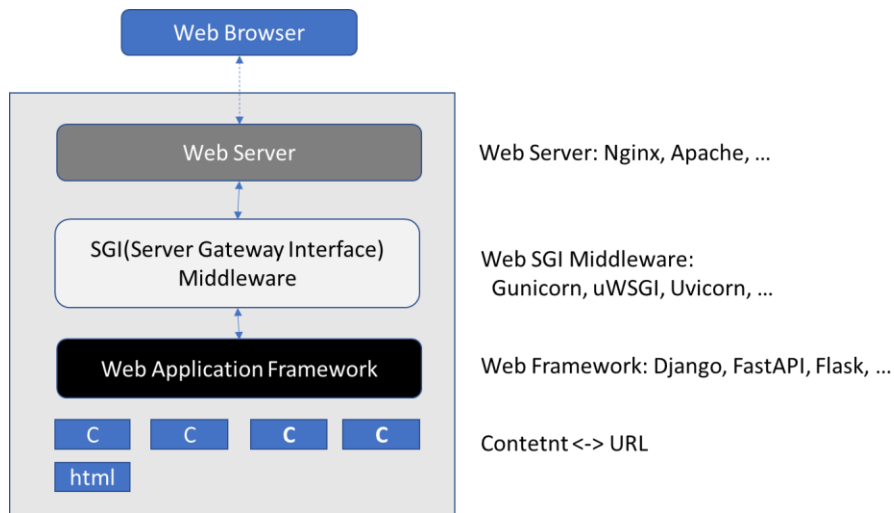 Web Browser
Web Server
Web Server: Nginx, Apache, ...
SGI(Server Gateway Interface)
Middleware
Web SGI Middleware:
Gunicorn, uWSGI, Uvicorn, ...
Web Application Framework
Web Framework: Django, FastAPI, Flask, ...
C C C C
Contetnt <-> URL
html